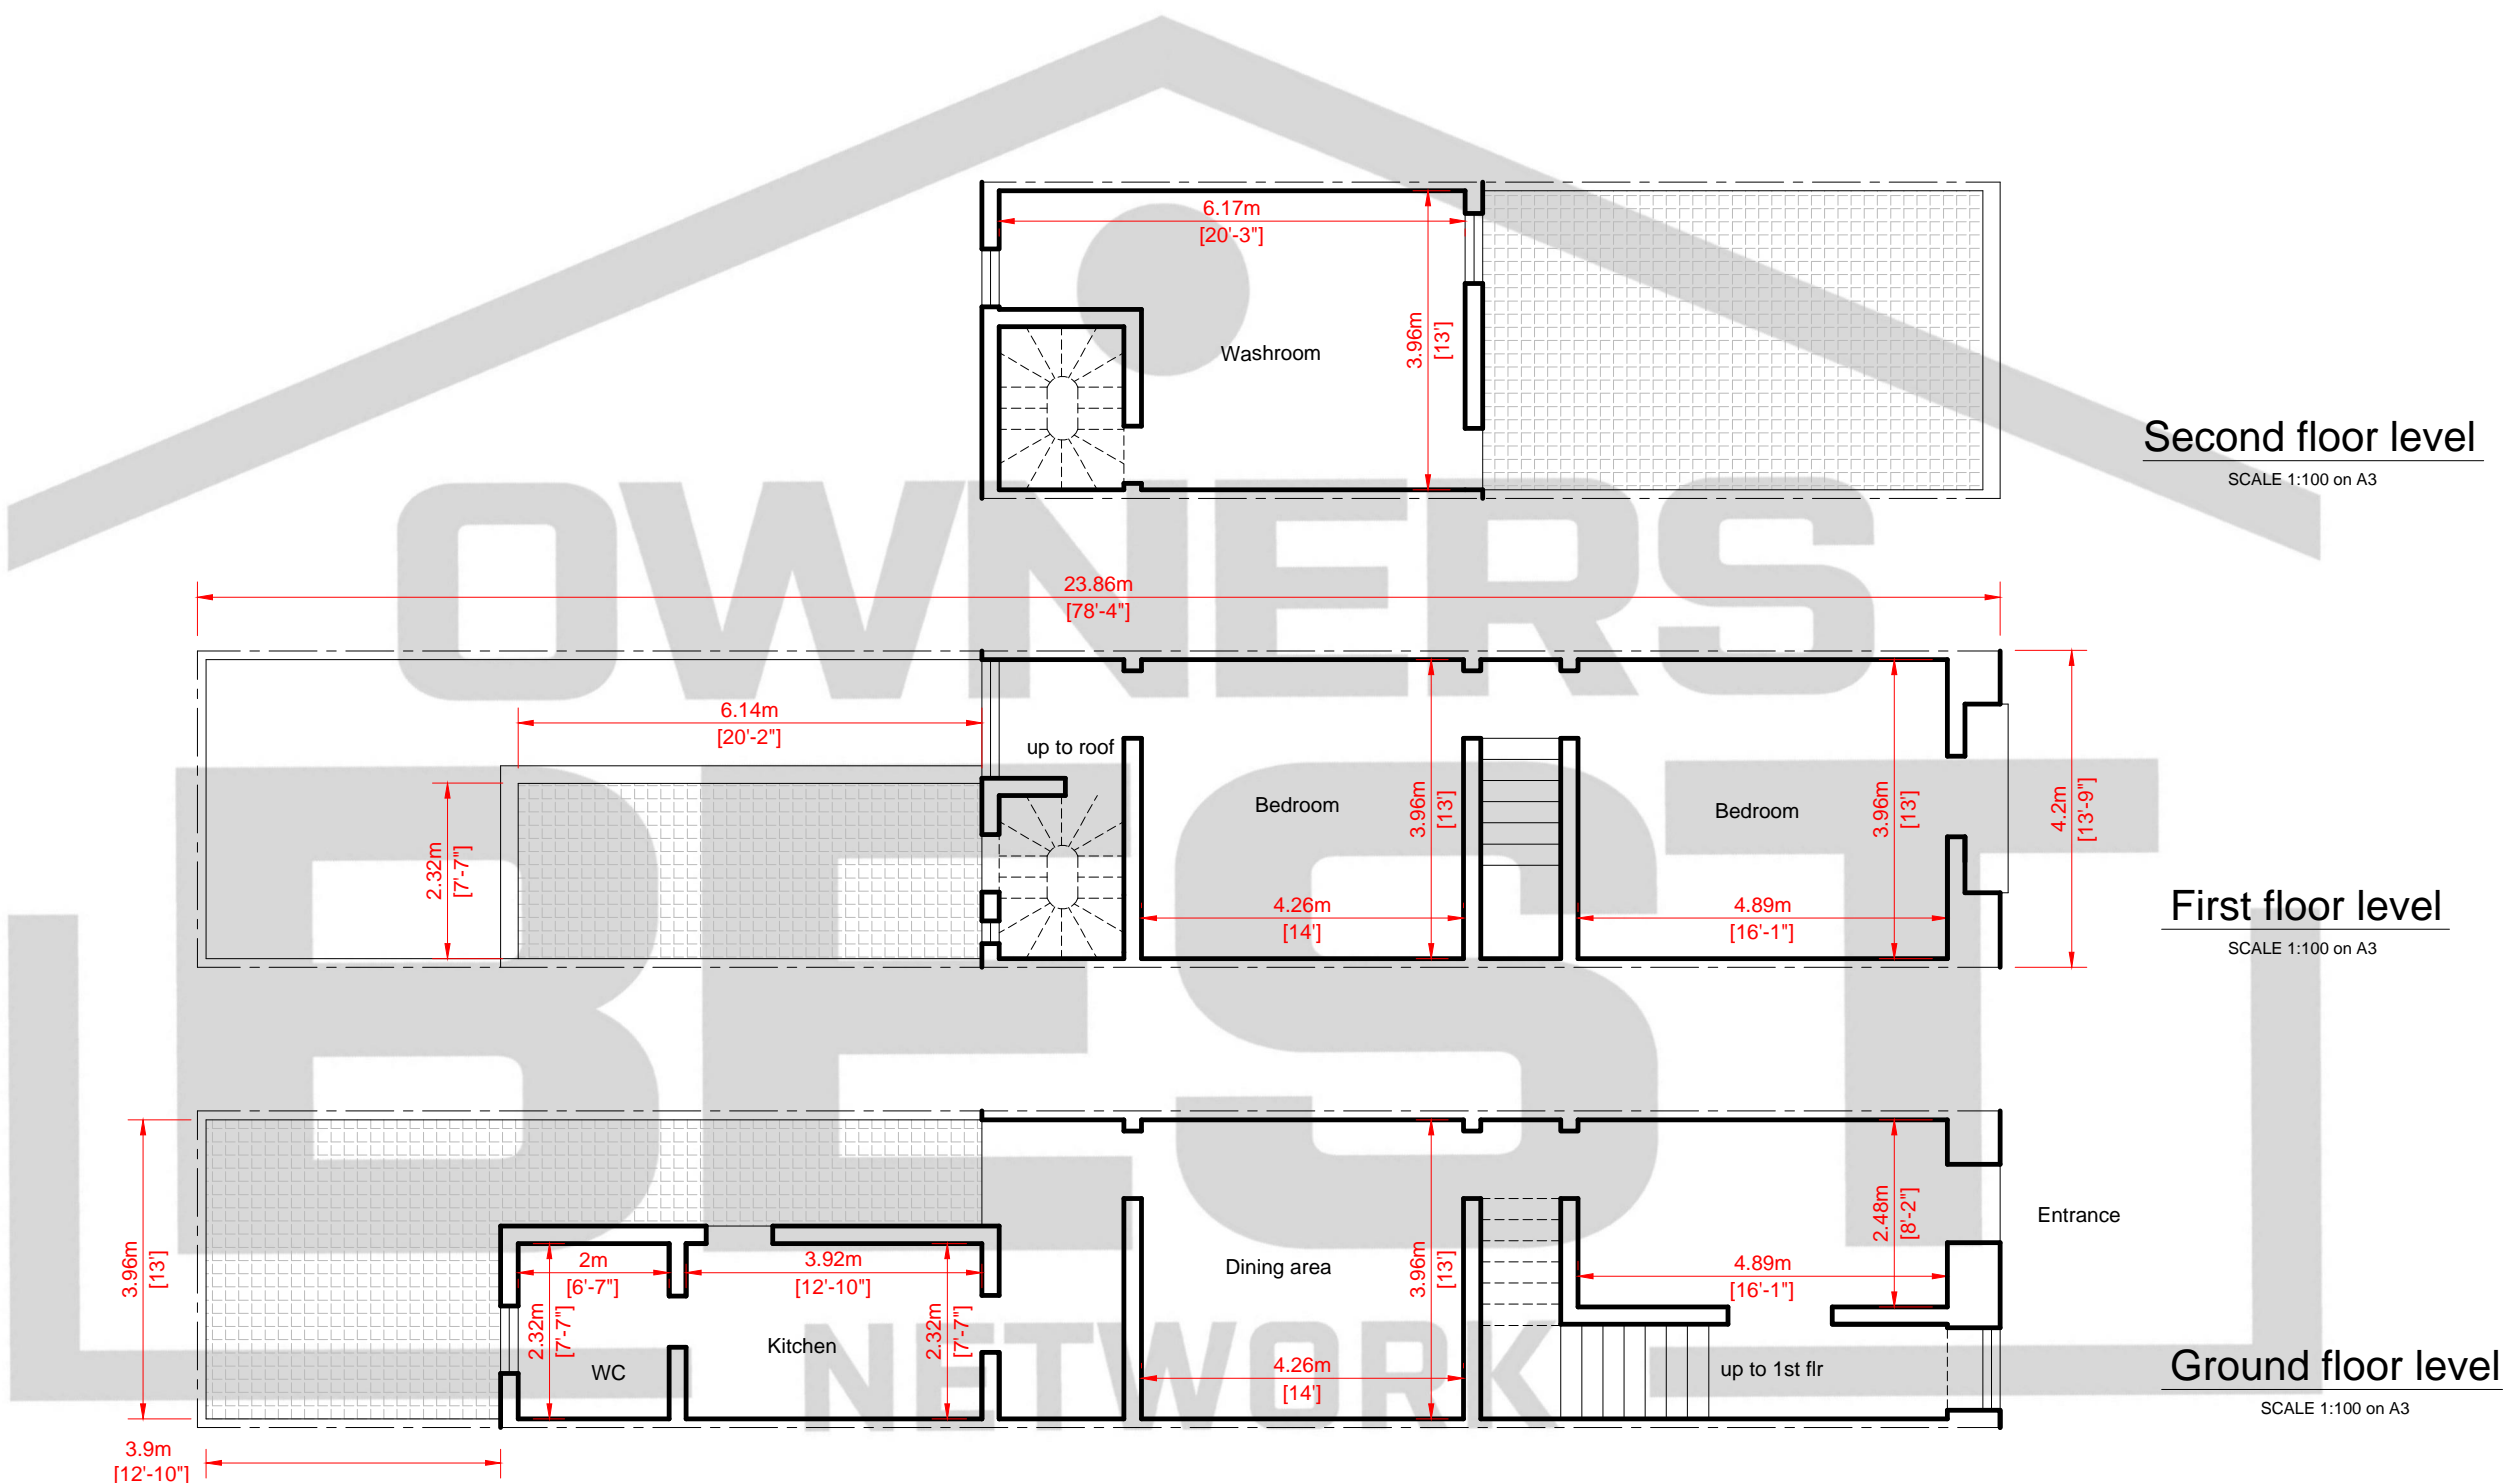 6.17m
[20'-3"]
3.96m
[13']
Washroom
Second floor level
SCALE 1:100 on A3
OWNERS
23.86m
[78'-4"]
6.14m
[20'-2"]
up to roof
2.32m
[7'-7"]
Bedroom
3.96m
[13']
4.26m
[14']
Bedroom
3.96m
[13']
4.89m
[16'-1"]
4.2m
[13'-9"]
First floor level
SCALE 1:100 on A3
BEST
3.96m
[13']
3.9m
[12'-10"]
2m
[6'-7"]
2.32m
[7'-7"]
WC
3.92m
[12'-10"]
Kitchen
2.32m
[7'-7"]
Dining area
3.96m
[13']
4.26m
[14']
2.48m
[8'-2"]
4.89m
[16'-1"]
up to 1st flr
Entrance
Ground floor level
SCALE 1:100 on A3
NETWORK